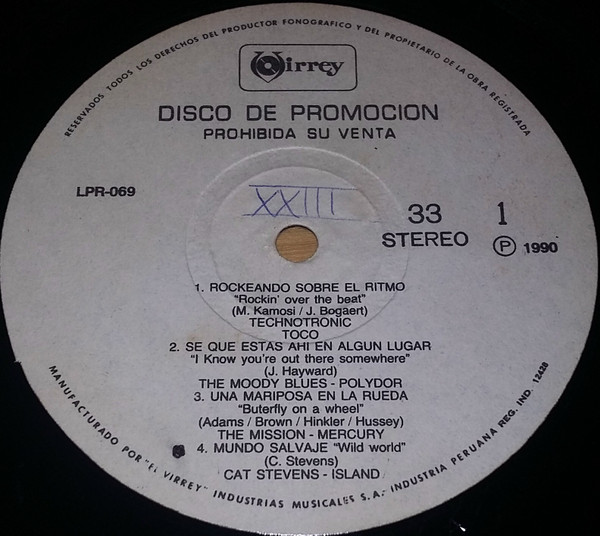 RESERVADOS TODOS LOS DERECHOS DEL PRODUCTOR FONOGRAFICO Y DEL PROPIETARIO DE LA OBRA REGISTRADA
Virrey
DISCO DE PROMOCION
PROHIBIDA SU VENTA
LPR-069
XXIII
33 1
STEREO Ⓟ 1990
1. ROCKEANDO SOBRE EL RITMO
"Rockin' over the beat"
(M. Kamosi / J. Bogaert)
TECHNOTRONIC
TOCO
2. SE QUE ESTAS AHI EN ALGUN LUGAR
"I Know you're out there somewhere"
(J. Hayward)
THE MOODY BLUES - POLYDOR
3. UNA MARIPOSA EN LA RUEDA
"Buterfly on a wheel"
(Adams / Brown / Hinkler / Hussey)
THE MISSION - MERCURY
4. MUNDO SALVAJE "Wild world"
(C. Stevens)
CAT STEVENS - ISLAND
MANUFACTURADO POR "EL VIRREY" INDUSTRIAS MUSICALES S.A.- INDUSTRIA PERUANA REG. IND. 12428